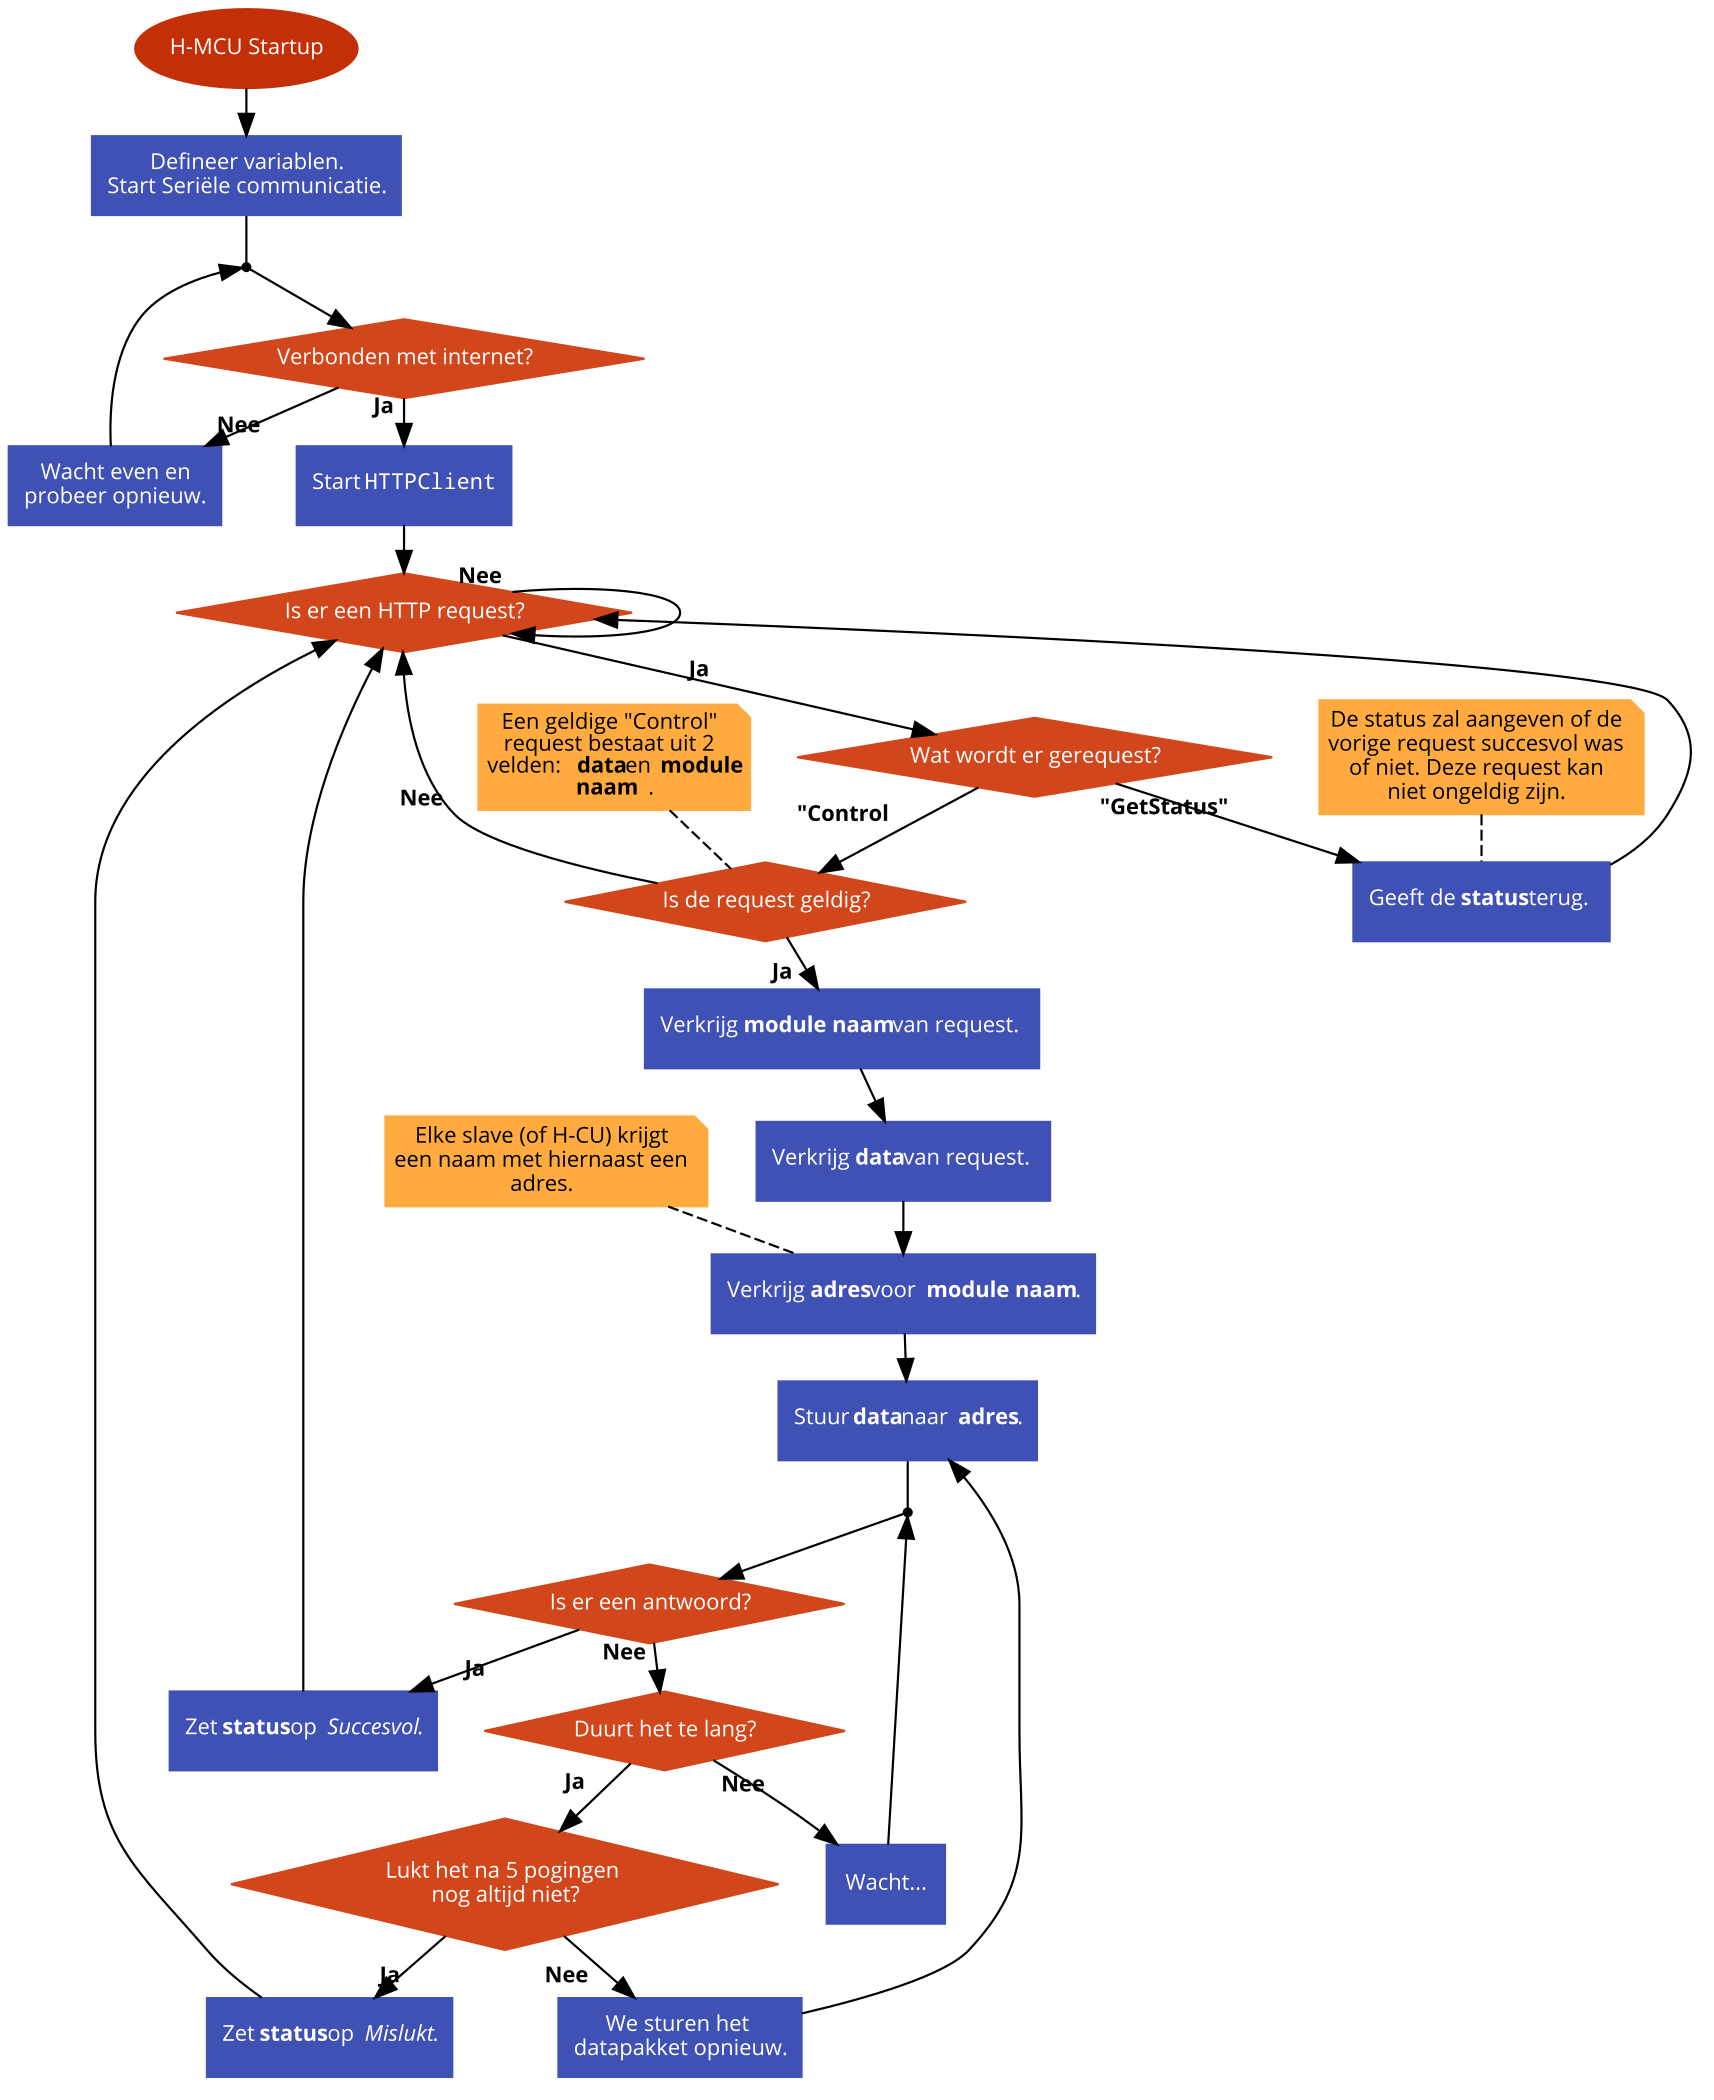 H-MCU Startup
Defineer variablen.
Start Seriële communicatie.
Verbonden met internet?
Nee
Ja
Wacht even en
probeer opnieuw.
Start HTTPClient
Nee
Is er een HTTP request?
Ja
Een geldige "Control"
request bestaat uit 2
velden: data en module
naam .
De status zal aangeven of de
vorige request succesvol was
of niet. Deze request kan
niet ongeldig zijn.
Wat wordt er gerequest?
Nee
"Control
"GetStatus"
Is de request geldig?
Geeft de status terug.
Ja
Verkrijg module naam van request.
Elke slave (of H-CU) krijgt
een naam met hiernaast een
adres.
Verkrijg data van request.
Verkrijg adres voor module naam.
Stuur data naar adres.
Is er een antwoord?
Ja
Nee
Zet status op Succesvol.
Duurt het te lang?
Ja
Nee
Lukt het na 5 pogingen
nog altijd niet?
Wacht...
Ja
Nee
Zet status op Mislukt.
We sturen het
datapakket opnieuw.